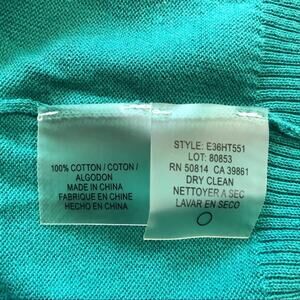 100% COTTON / COTON /
ALGODON
MADE IN CHINA
FABRIQUE EN CHINE
HECHO EN CHINA
STYLE: E36HT551
LOT: 80853
RN 50814 CA 39861
DRY CLEAN
NETTOYER A SEC
LAVAR EN SECO